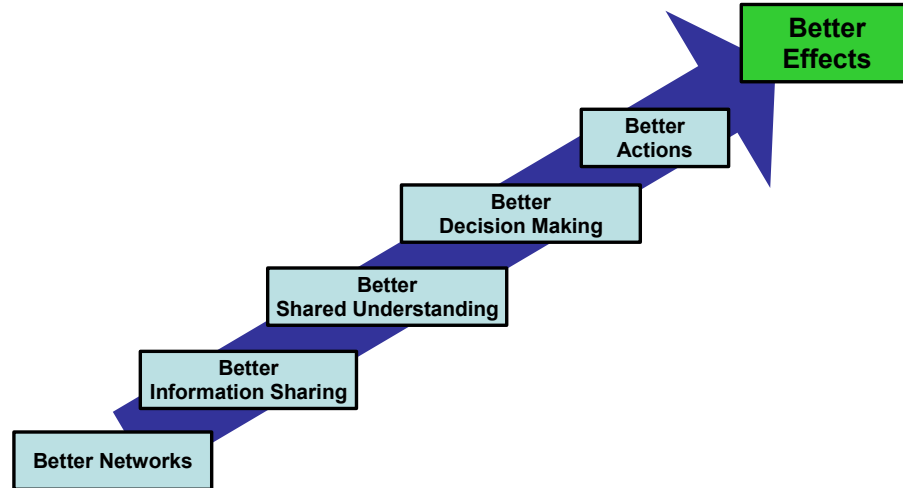 Better
Effects
Better
Actions
Better
Decision Making
Better
Shared Understanding
Better
Information Sharing
Better Networks